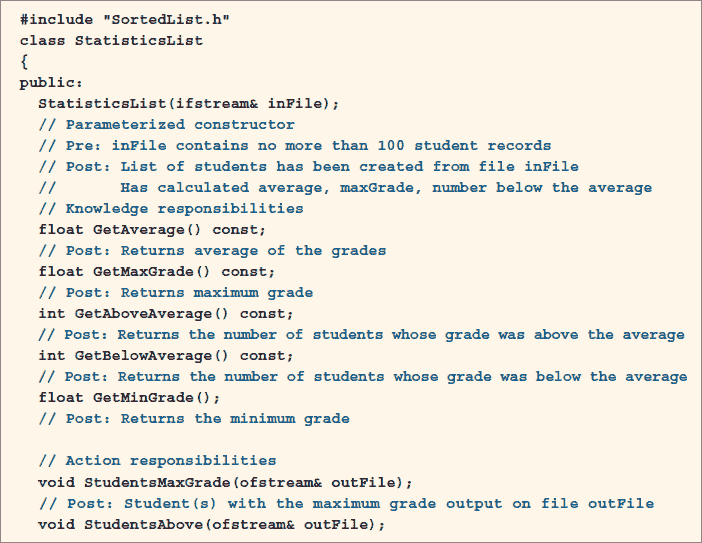 #include "SortedList.h"
class StatisticsList
{
public:
  StatisticsList(ifstream& inFile);
  // Parameterized constructor
  // Pre: inFile contains no more than 100 student records
  // Post: List of students has been created from file inFile
  //       Has calculated average, maxGrade, number below the average
  // Knowledge responsibilities
  float GetAverage() const;
  // Post: Returns average of the grades
  float GetMaxGrade() const;
  // Post: Returns maximum grade
  int GetAboveAverage() const;
  // Post: Returns the number of students whose grade was above the average
  int GetBelowAverage() const;
  // Post: Returns the number of students whose grade was below the average
  float GetMinGrade();
  // Post: Returns the minimum grade

  // Action responsibilities
  void StudentsMaxGrade(ofstream& outFile);
  // Post: Student(s) with the maximum grade output on file outFile
  void StudentsAbove(ofstream& outFile);